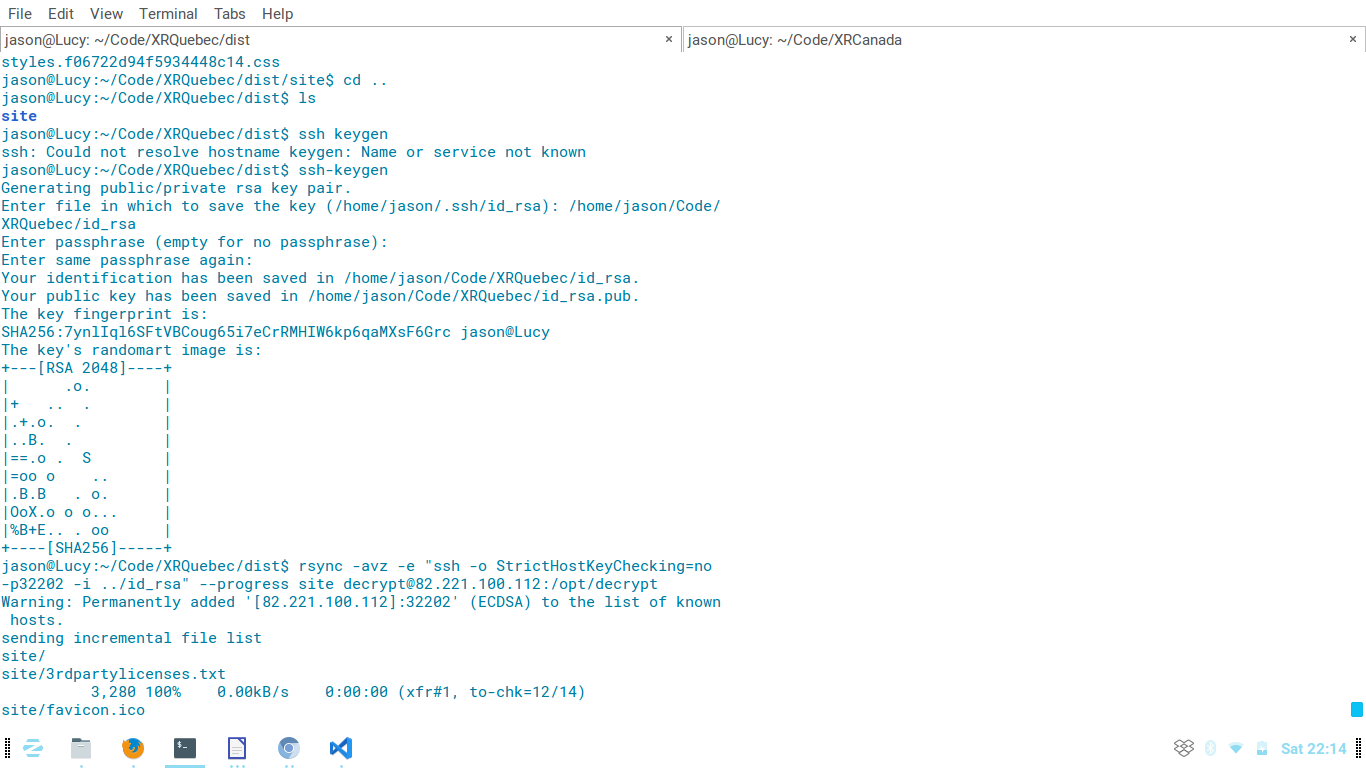 File Edit View Terminal Tabs Help
jason@Lucy: ~/Code/XRQuebec/dist × jason@Lucy: ~/Code/XRCanada ×
styles.f06722d94f5934448c14.css
jason@Lucy:~/Code/XRQuebec/dist/site$ cd ..
jason@Lucy:~/Code/XRQuebec/dist$ ls
site
jason@Lucy:~/Code/XRQuebec/dist$ ssh keygen
ssh: Could not resolve hostname keygen: Name or service not known
jason@Lucy:~/Code/XRQuebec/dist$ ssh-keygen
Generating public/private rsa key pair.
Enter file in which to save the key (/home/jason/.ssh/id_rsa): /home/jason/Code/
XRQuebec/id_rsa
Enter passphrase (empty for no passphrase):
Enter same passphrase again:
Your identification has been saved in /home/jason/Code/XRQuebec/id_rsa.
Your public key has been saved in /home/jason/Code/XRQuebec/id_rsa.pub.
The key fingerprint is:
SHA256:7ynlIql6SFtVBCoug65i7eCrRMHIW6kp6qaMXsF6Grc jason@Lucy
The key's randomart image is:
+---[RSA 2048]----+
|      .o.        |
|+   ..  .        |
|.+.o.  .         |
|..B.  .          |
|==.o .  S        |
|=oo o    ..      |
|.B.B   . o.      |
|OoX.o o o...     |
|%B+E.. . oo      |
+----[SHA256]-----+
jason@Lucy:~/Code/XRQuebec/dist$ rsync -avz -e "ssh -o StrictHostKeyChecking=no
-p32202 -i ../id_rsa" --progress site decrypt@82.221.100.112:/opt/decrypt
Warning: Permanently added '[82.221.100.112]:32202' (ECDSA) to the list of known
 hosts.
sending incremental file list
site/
site/3rdpartylicenses.txt
          3,280 100%    0.00kB/s    0:00:00 (xfr#1, to-chk=12/14)
site/favicon.ico
Sat 22:14